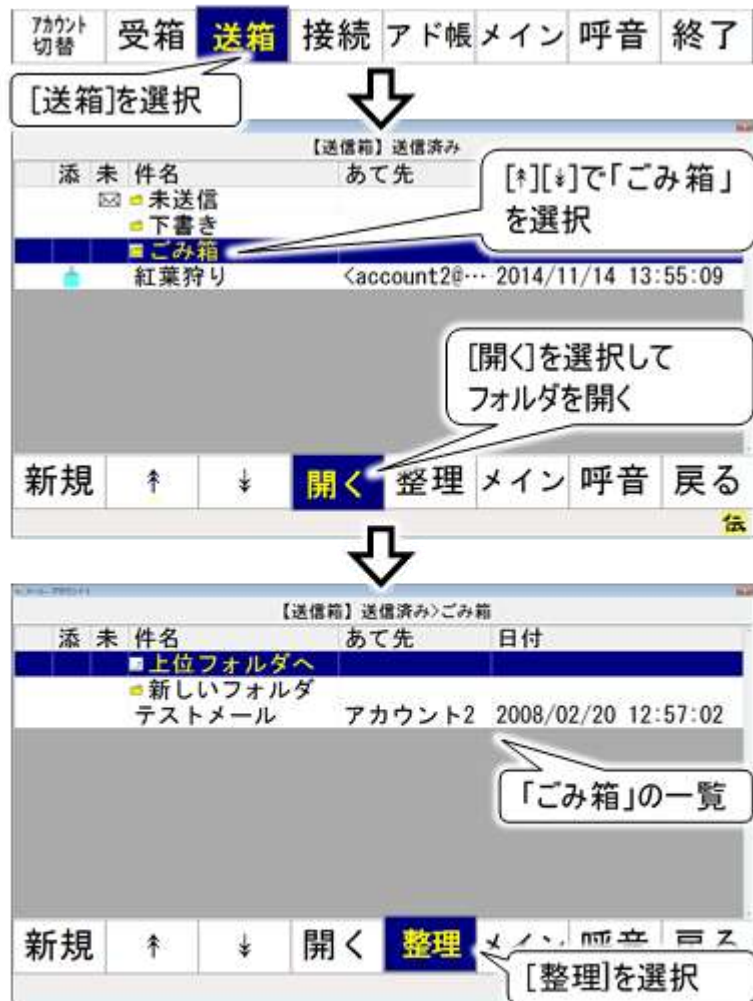 アカウント切替 受箱 送箱 接続 アド帳 メイン 呼音 終了
[送箱]を選択
【送信箱】送信済み
添 未 件名 あて先
未送信
下書き
ごみ箱
紅葉狩り <account2@… 2014/11/14 13:55:09
[↟][↡]で「ごみ箱」
を選択
[開く]を選択して
フォルダを開く
新規 ↟ ↡ 開く 整理 メイン 呼音 戻る
伝
【送信箱】送信済み>ごみ箱
添 未 件名 あて先 日付
上位フォルダへ
新しいフォルダ
テストメール アカウント2 2008/02/20 12:57:02
「ごみ箱」の一覧
新規 ↟ ↡ 開く 整理 メイン 呼音 戻る
[整理]を選択